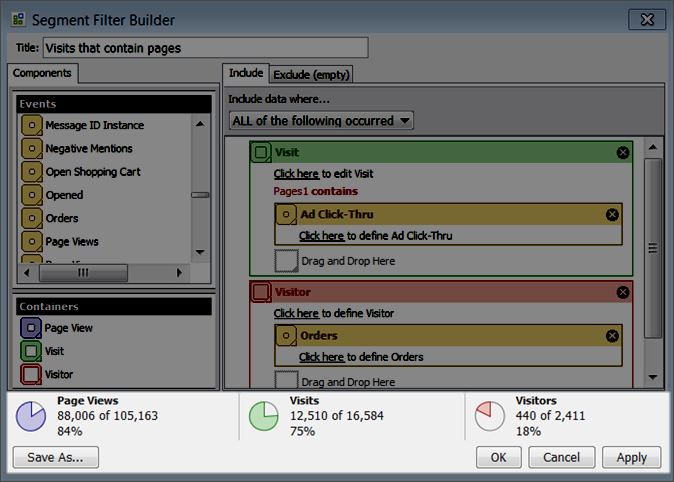 Segment Filter Builder
Title: Visits that contain pages
Components
Events
Message ID Instance
Negative Mentions
Open Shopping Cart
Opened
Orders
Page Views
Containers
Page View
Visit
Visitor
Include Exclude (empty)
Include data where...
ALL of the following occurred
Visit
Click here to edit Visit
Pages1 contains
Ad Click-Thru
Click here to define Ad Click-Thru
Drag and Drop Here
Visitor
Click here to define Visitor
Orders
Click here to define Orders
Drag and Drop Here
Page Views
88,006 of 105,163
84%
Visits
12,510 of 16,584
75%
Visitors
440 of 2,411
18%
Save As... OK Cancel Apply